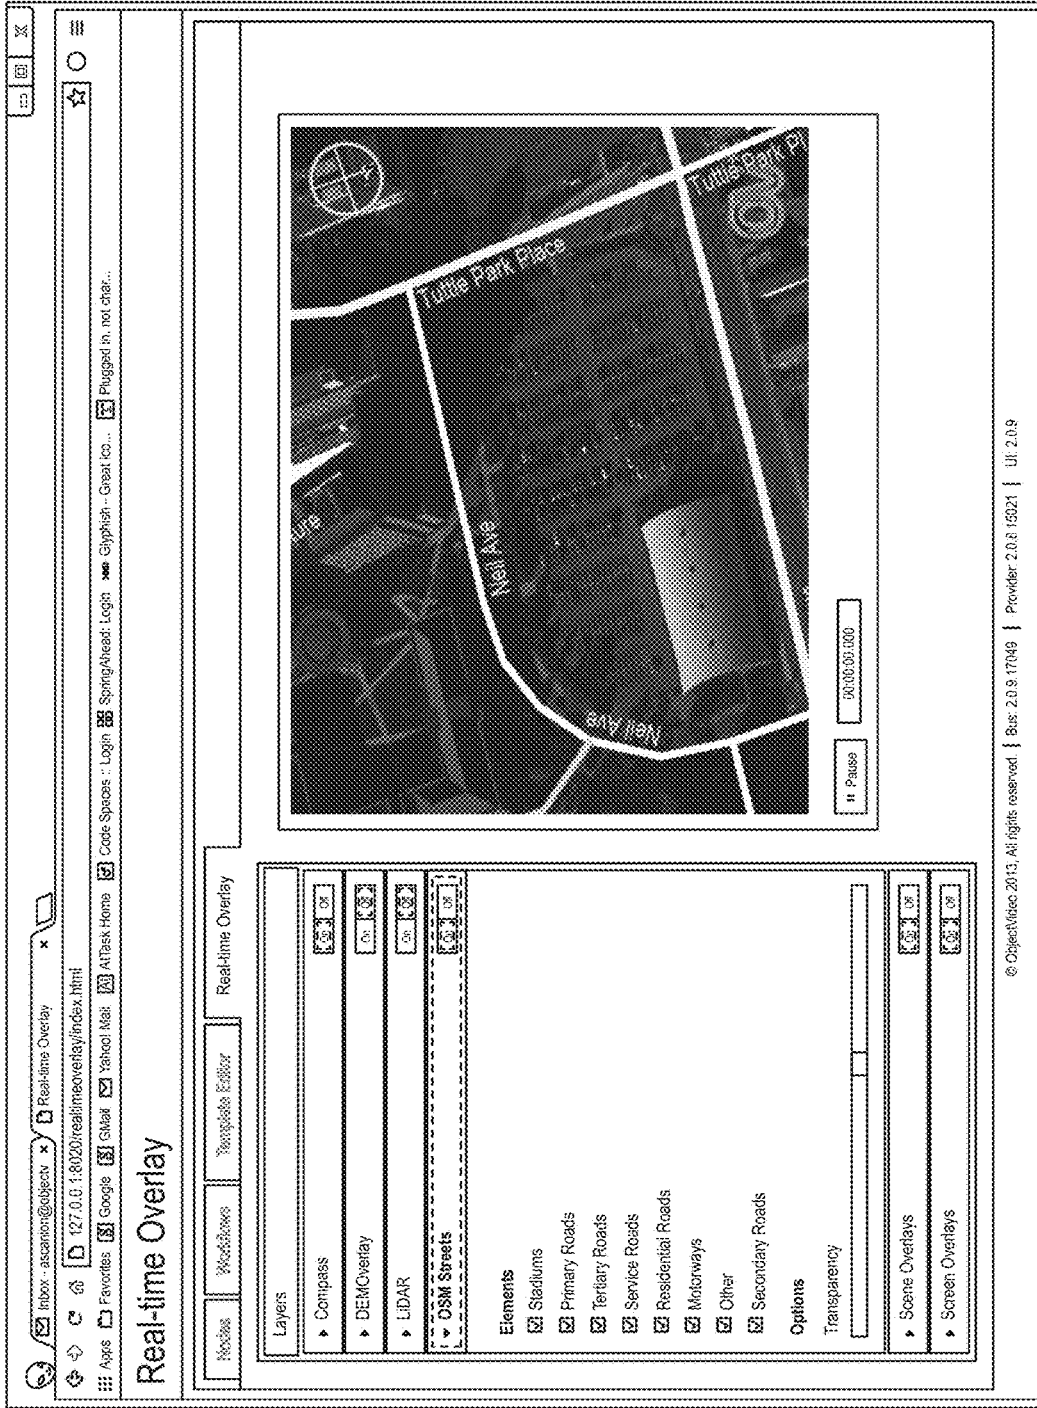 Inbox - ascanlon@objectv × Real-time Overlay ×
127.0.0.1:8020/realtimeoverlay/index.html
Apps Favorites Google GMail Yahoo! Mail AtTask Home Code Spaces :: Login SpringAhead: Login Glyphish - Great ico... Plugged in, not char...
Real-time Overlay
Nodes Workflows Template Editor Real-time Overlay
Layers
Compass On Off
DEMOverlay On Off
LiDAR On Off
OSM Streets On Off
Elements
Stadiums
Primary Roads
Tertiary Roads
Service Roads
Residential Roads
Motorways
Other
Secondary Roads
Options
Transparency
Scene Overlays On Off
Screen Overlays On Off
ure
Tuttle Park Place
Neil Ave
Neil Ave
Tuttle Park Pl
Pause 00:00:00.000
© ObjectVideo 2013, All rights reserved | Bus: 2.0.9.17049 | Provider: 2.0.8.15021 | UI: 2.0.9